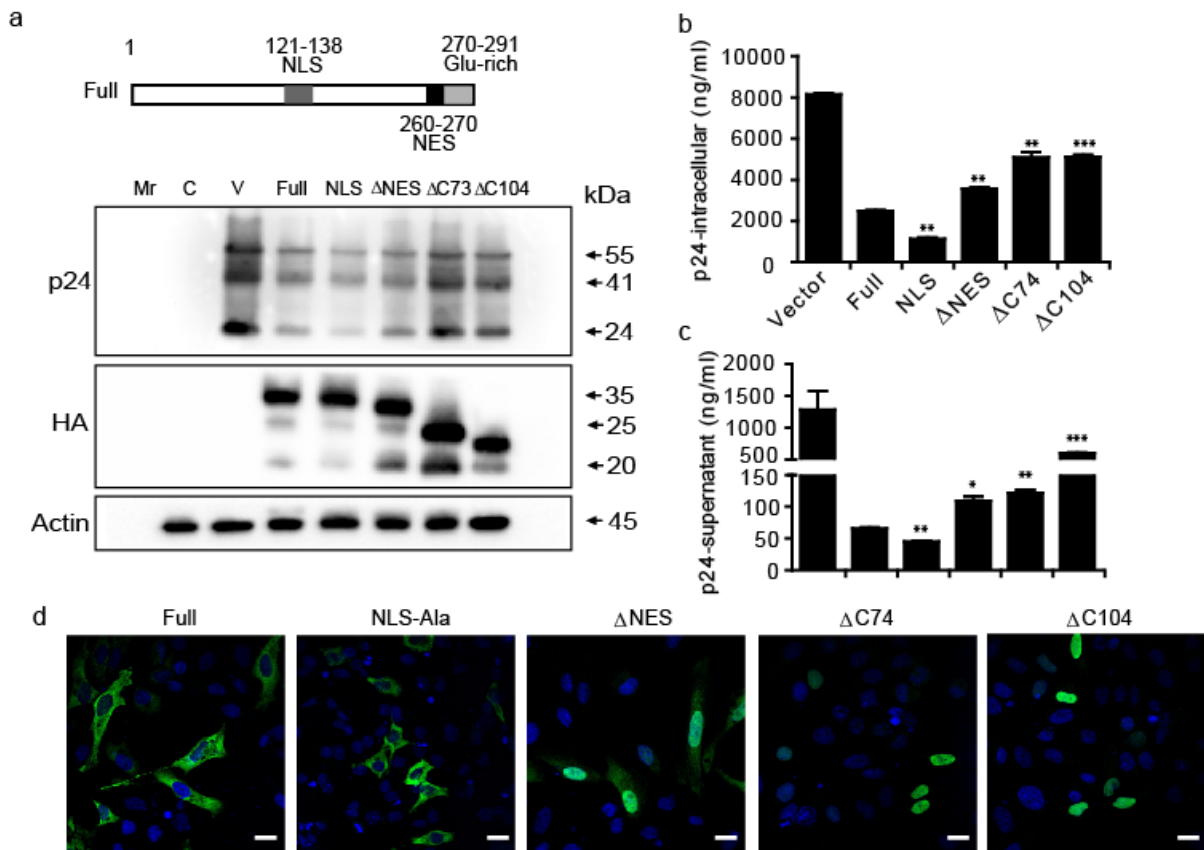 a
1
121-138
NLS
270-291
Glu-rich
Full
260-270
NES
Mr C V Full NLS ΔNES ΔC73 ΔC104
kDa
p24
55
41
24
HA
35
25
20
Actin
45
b
p24-intracellular (ng/ml)
10000
8000
6000
4000
2000
0
** ** ** ***
Vector Full NLS ΔNES ΔC74 ΔC104
c
p24-supernatant (ng/ml)
2000
1500
1000
500
150
100
50
0
** * ** ***
d
Full NLS-Ala ΔNES ΔC74 ΔC104